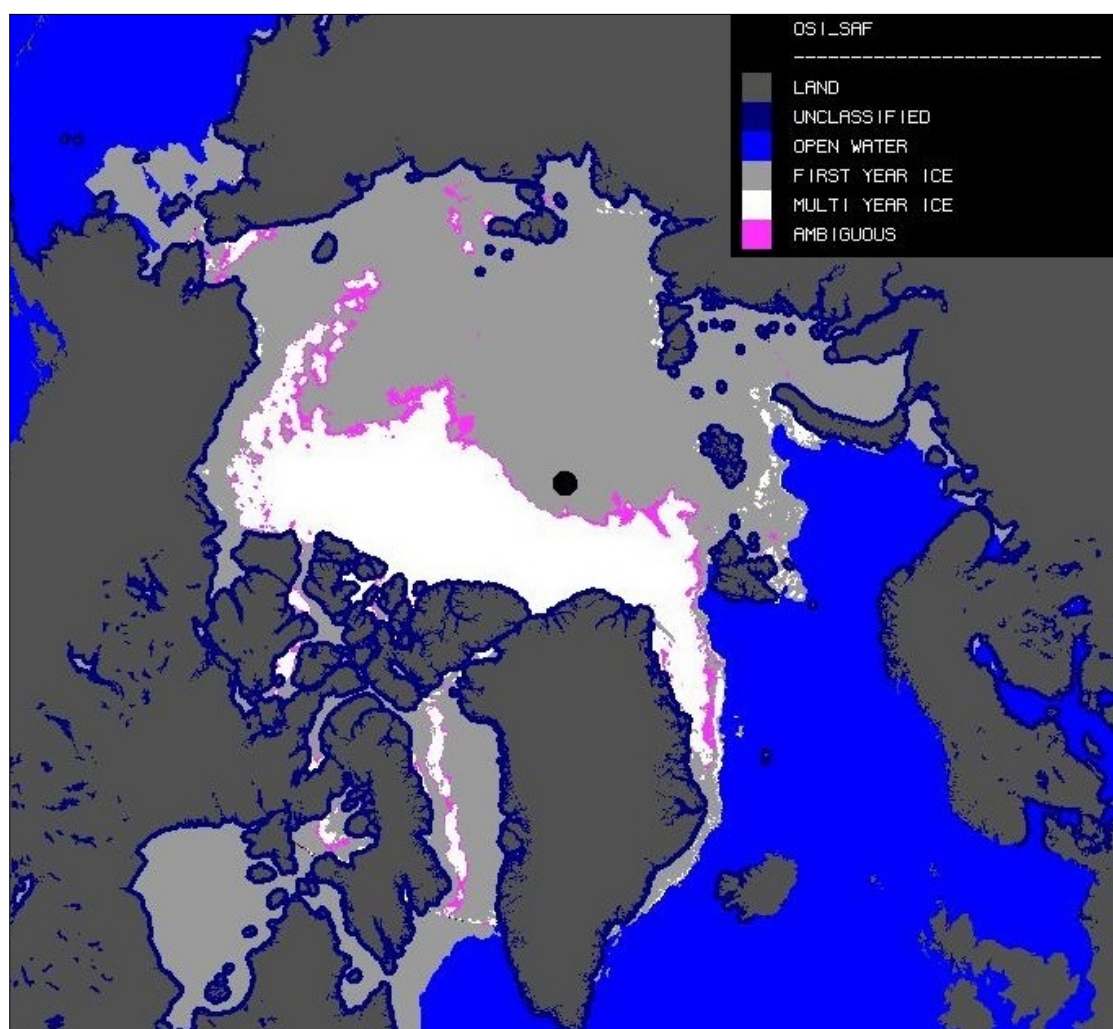 OSI_SAF
----------------------------
LAND
UNCLASSIFIED
OPEN WATER
FIRST YEAR ICE
MULTI YEAR ICE
AMBIGUOUS